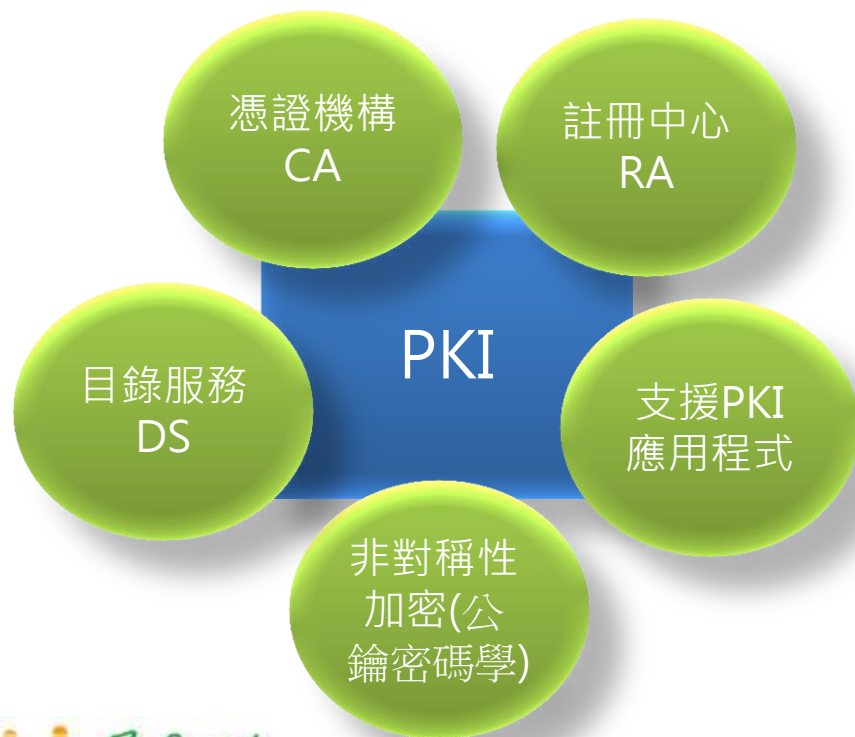 憑證機構
CA
註冊中心
RA
PKI
目錄服務
DS
支援PKI
應用程式
非對稱性
加密(公
鑰密碼學)